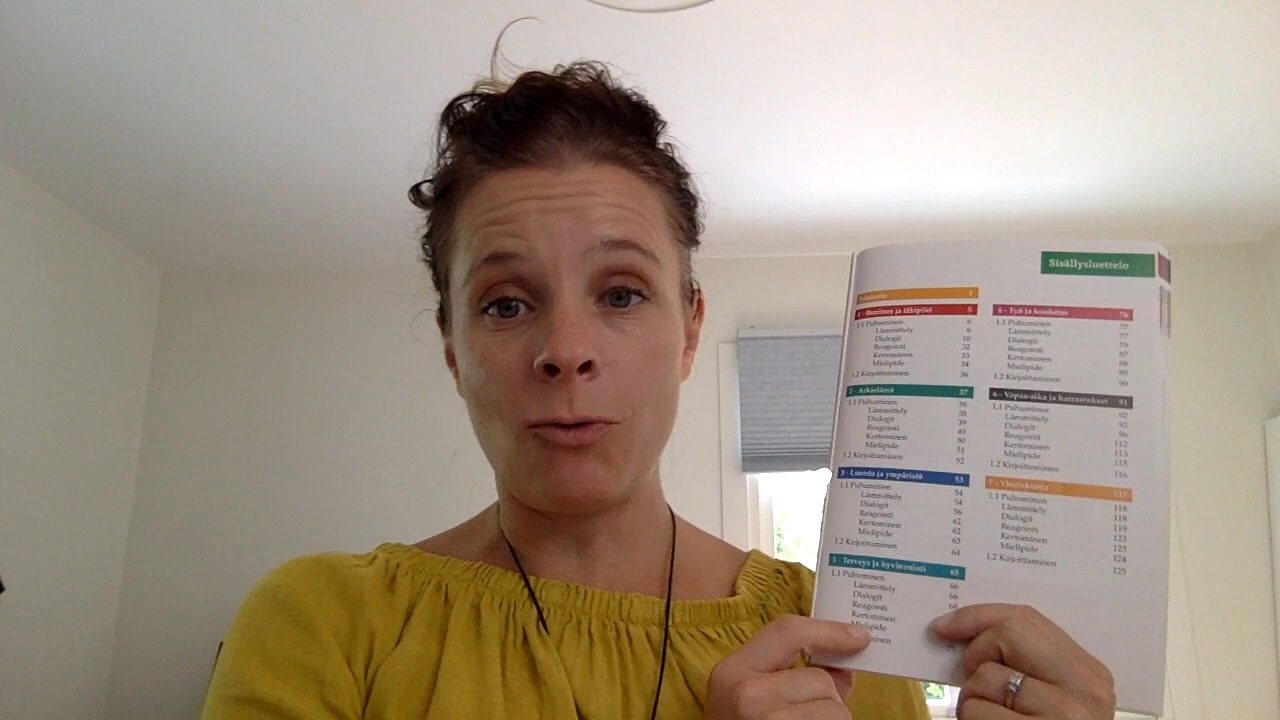 Sisällysluettelo
4
1 - Ihminen ja lähipiiri 5
1.1 Puhuminen 6
Lämmittely 6
Dialogit 10
Reagointi 32
Kertominen 33
Mielipide 34
1.2 Kirjoittaminen 36
2 - Arkielämä 37
1.1 Puhuminen 38
Lämmittely 38
Dialogit 39
Reagointi 49
Kertominen 50
Mielipide 51
1.2 Kirjoittaminen 52
3 - Luonto ja ympäristö 53
1.1 Puhuminen 54
Lämmittely 54
Dialogit 56
Reagointi 62
Kertominen 62
Mielipide 63
1.2 Kirjoittaminen 64
Terveys ja hyvinvointi 65
1.1 Puhuminen 66
Lämmittely 66
Dialogit
Reagointi
Kertominen
Mielipide
5 - Työ ja koulutus 76
1.1 Puhuminen 77
Lämmittely 77
Dialogit 79
Reagointi 87
Kertominen 88
Mielipide 89
1.2 Kirjoittaminen 90
6 - Vapaa-aika ja harrastukset 91
1.1 Puhuminen 92
Lämmittely 92
Dialogit 96
Reagointi 112
Kertominen 113
Mielipide 115
1.2 Kirjoittaminen 116
7 - Yhteiskunta 117
1.1 Puhuminen 118
Lämmittely 118
Dialogit 119
Reagointi 123
Kertominen 123
Mielipide 124
1.2 Kirjoittaminen 125